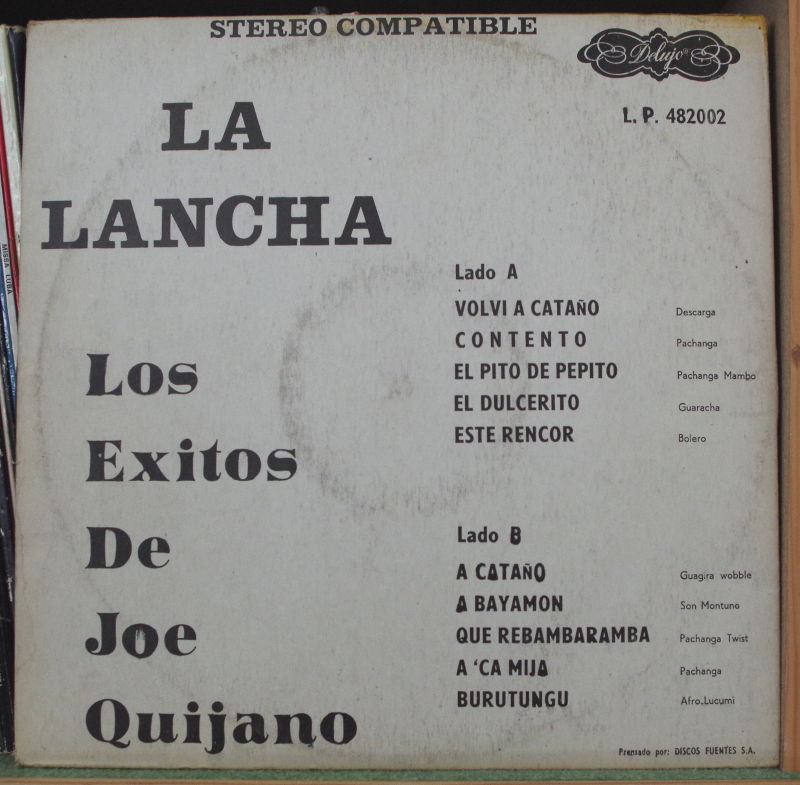 STEREO COMPATIBLE
Delujo
L. P. 482002
LA
LANCHA
Los
Exitos
De
Joe
Quijano
Lado A
VOLVI A CATAÑO Descarga
CONTENTO Pachanga
EL PITO DE PEPITO Pachanga Mambo
EL DULCERITO Guaracha
ESTE RENCOR Bolero
Lado B
A CATAÑO Guagira wobble
A BAYAMON Son Montuno
QUE REBAMBARAMBA Pachanga Twist
A 'CA MIJA Pachanga
BURUTUNGU Afro.Lucumi
Prensado por: DISCOS FUENTES S.A.
MISSA LUBA